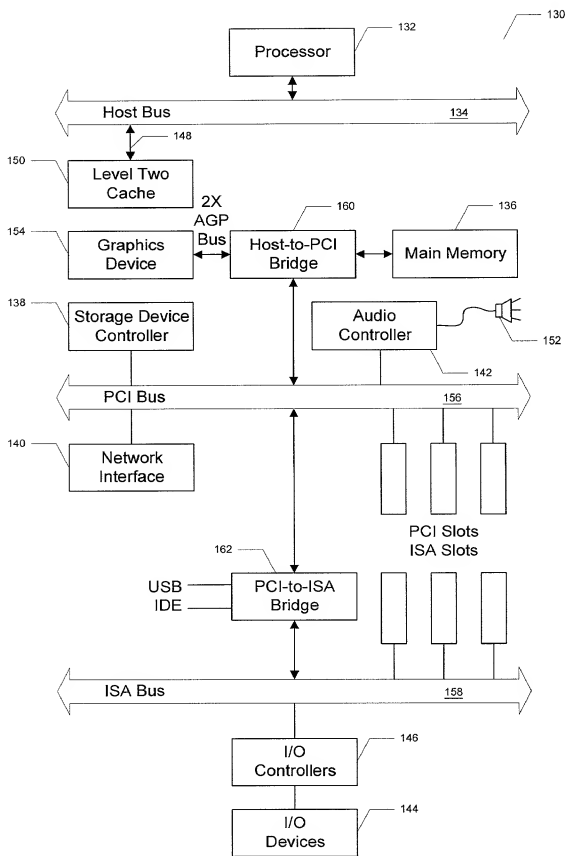 130
132
Processor
Host Bus
134
148
150
Level Two
Cache
2X
AGP
Bus
154
Graphics
Device
160
Host-to-PCI
Bridge
136
Main Memory
138
Storage Device
Controller
Audio
Controller
152
142
PCI Bus
156
140
Network
Interface
PCI Slots
ISA Slots
162
USB
IDE
PCI-to-ISA
Bridge
ISA Bus
158
146
I/O
Controllers
144
I/O
Devices